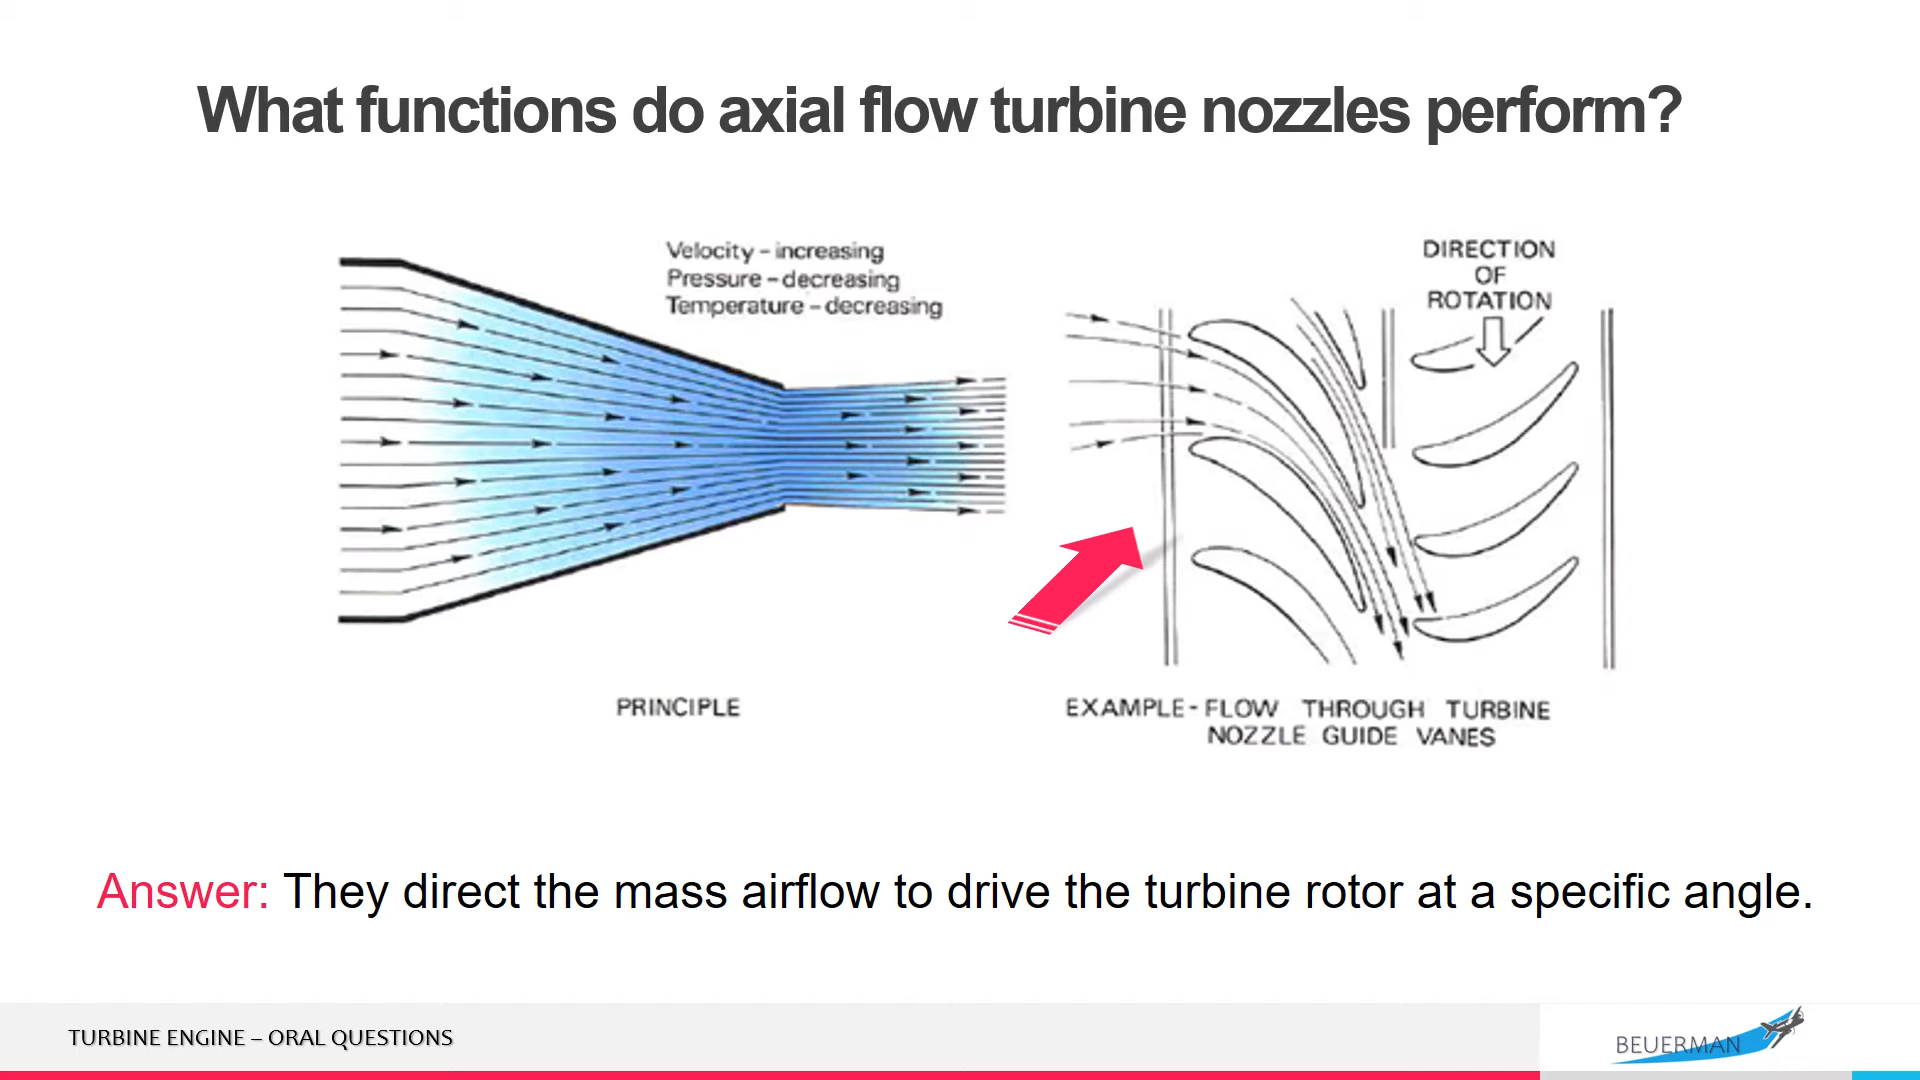 What functions do axial flow turbine nozzles perform?
Velocity – increasing
Pressure – decreasing
Temperature – decreasing
DIRECTION
OF
ROTATION
PRINCIPLE
EXAMPLE - FLOW THROUGH TURBINE
NOZZLE GUIDE VANES
Answer: They direct the mass airflow to drive the turbine rotor at a specific angle.
TURBINE ENGINE – ORAL QUESTIONS
BEUERMAN